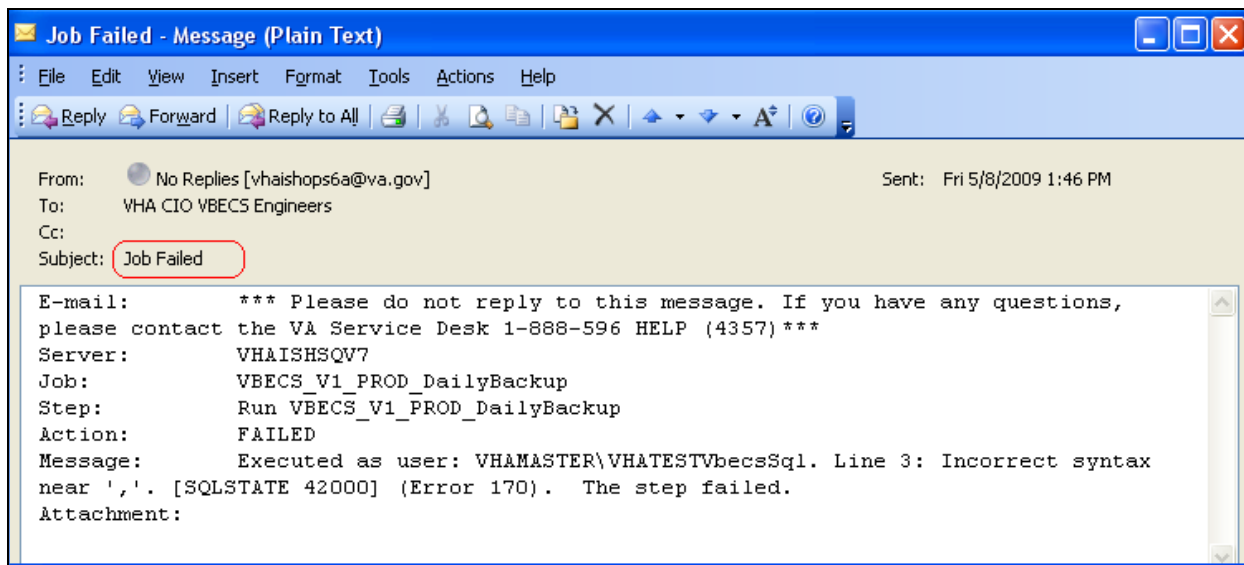 Job Failed - Message (Plain Text)
File Edit View Insert Format Tools Actions Help
Reply Forward Reply to All
From: No Replies [vhaishops6a@va.gov] Sent: Fri 5/8/2009 1:46 PM
To: VHA CIO VBECS Engineers
Cc:
Subject: Job Failed
E-mail: *** Please do not reply to this message. If you have any questions,
please contact the VA Service Desk 1-888-596 HELP (4357)***
Server: VHAISHSQV7
Job: VBECS_V1_PROD_DailyBackup
Step: Run VBECS_V1_PROD_DailyBackup
Action: FAILED
Message: Executed as user: VHAMASTER\VHATESTVbecsSql. Line 3: Incorrect syntax
near ','. [SQLSTATE 42000] (Error 170). The step failed.
Attachment: